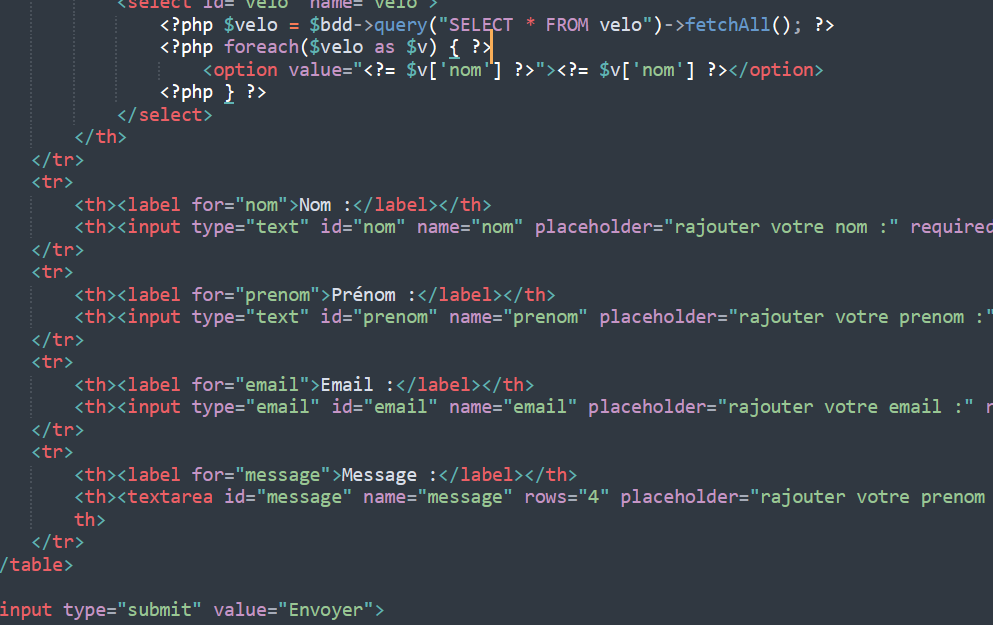 <select id="velo" name="velo">
<?php $velo = $bdd->query("SELECT * FROM velo")->fetchAll(); ?>
<?php foreach($velo as $v) { ?>
<option value="<?= $v['nom'] ?>"><?= $v['nom'] ?></option>
<?php } ?>
</select>
</th>
</tr>
<tr>
<th><label for="nom">Nom :</label></th>
<th><input type="text" id="nom" name="nom" placeholder="rajouter votre nom :" required
</tr>
<tr>
<th><label for="prenom">Prénom :</label></th>
<th><input type="text" id="prenom" name="prenom" placeholder="rajouter votre prenom :"
</tr>
<tr>
<th><label for="email">Email :</label></th>
<th><input type="email" id="email" name="email" placeholder="rajouter votre email :" r
</tr>
<tr>
<th><label for="message">Message :</label></th>
<th><textarea id="message" name="message" rows="4" placeholder="rajouter votre prenom
th>
</tr>
/table>
input type="submit" value="Envoyer">